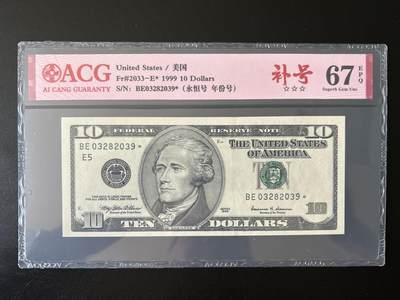 ACG
AI CANG GUARANTY
United States / 美国
Fr#2033-E* 1999 10 Dollars
S/N: BE03282039* (永恒号 年份号)
补号
☆☆☆
67 EPQ
Superb Gem Unc
10
FEDERAL RESERVE NOTE
10
BE 03282039 *
E5
THE UNITED STATES
OF AMERICA
BE 03282039 *
10
TEN DOLLARS
10